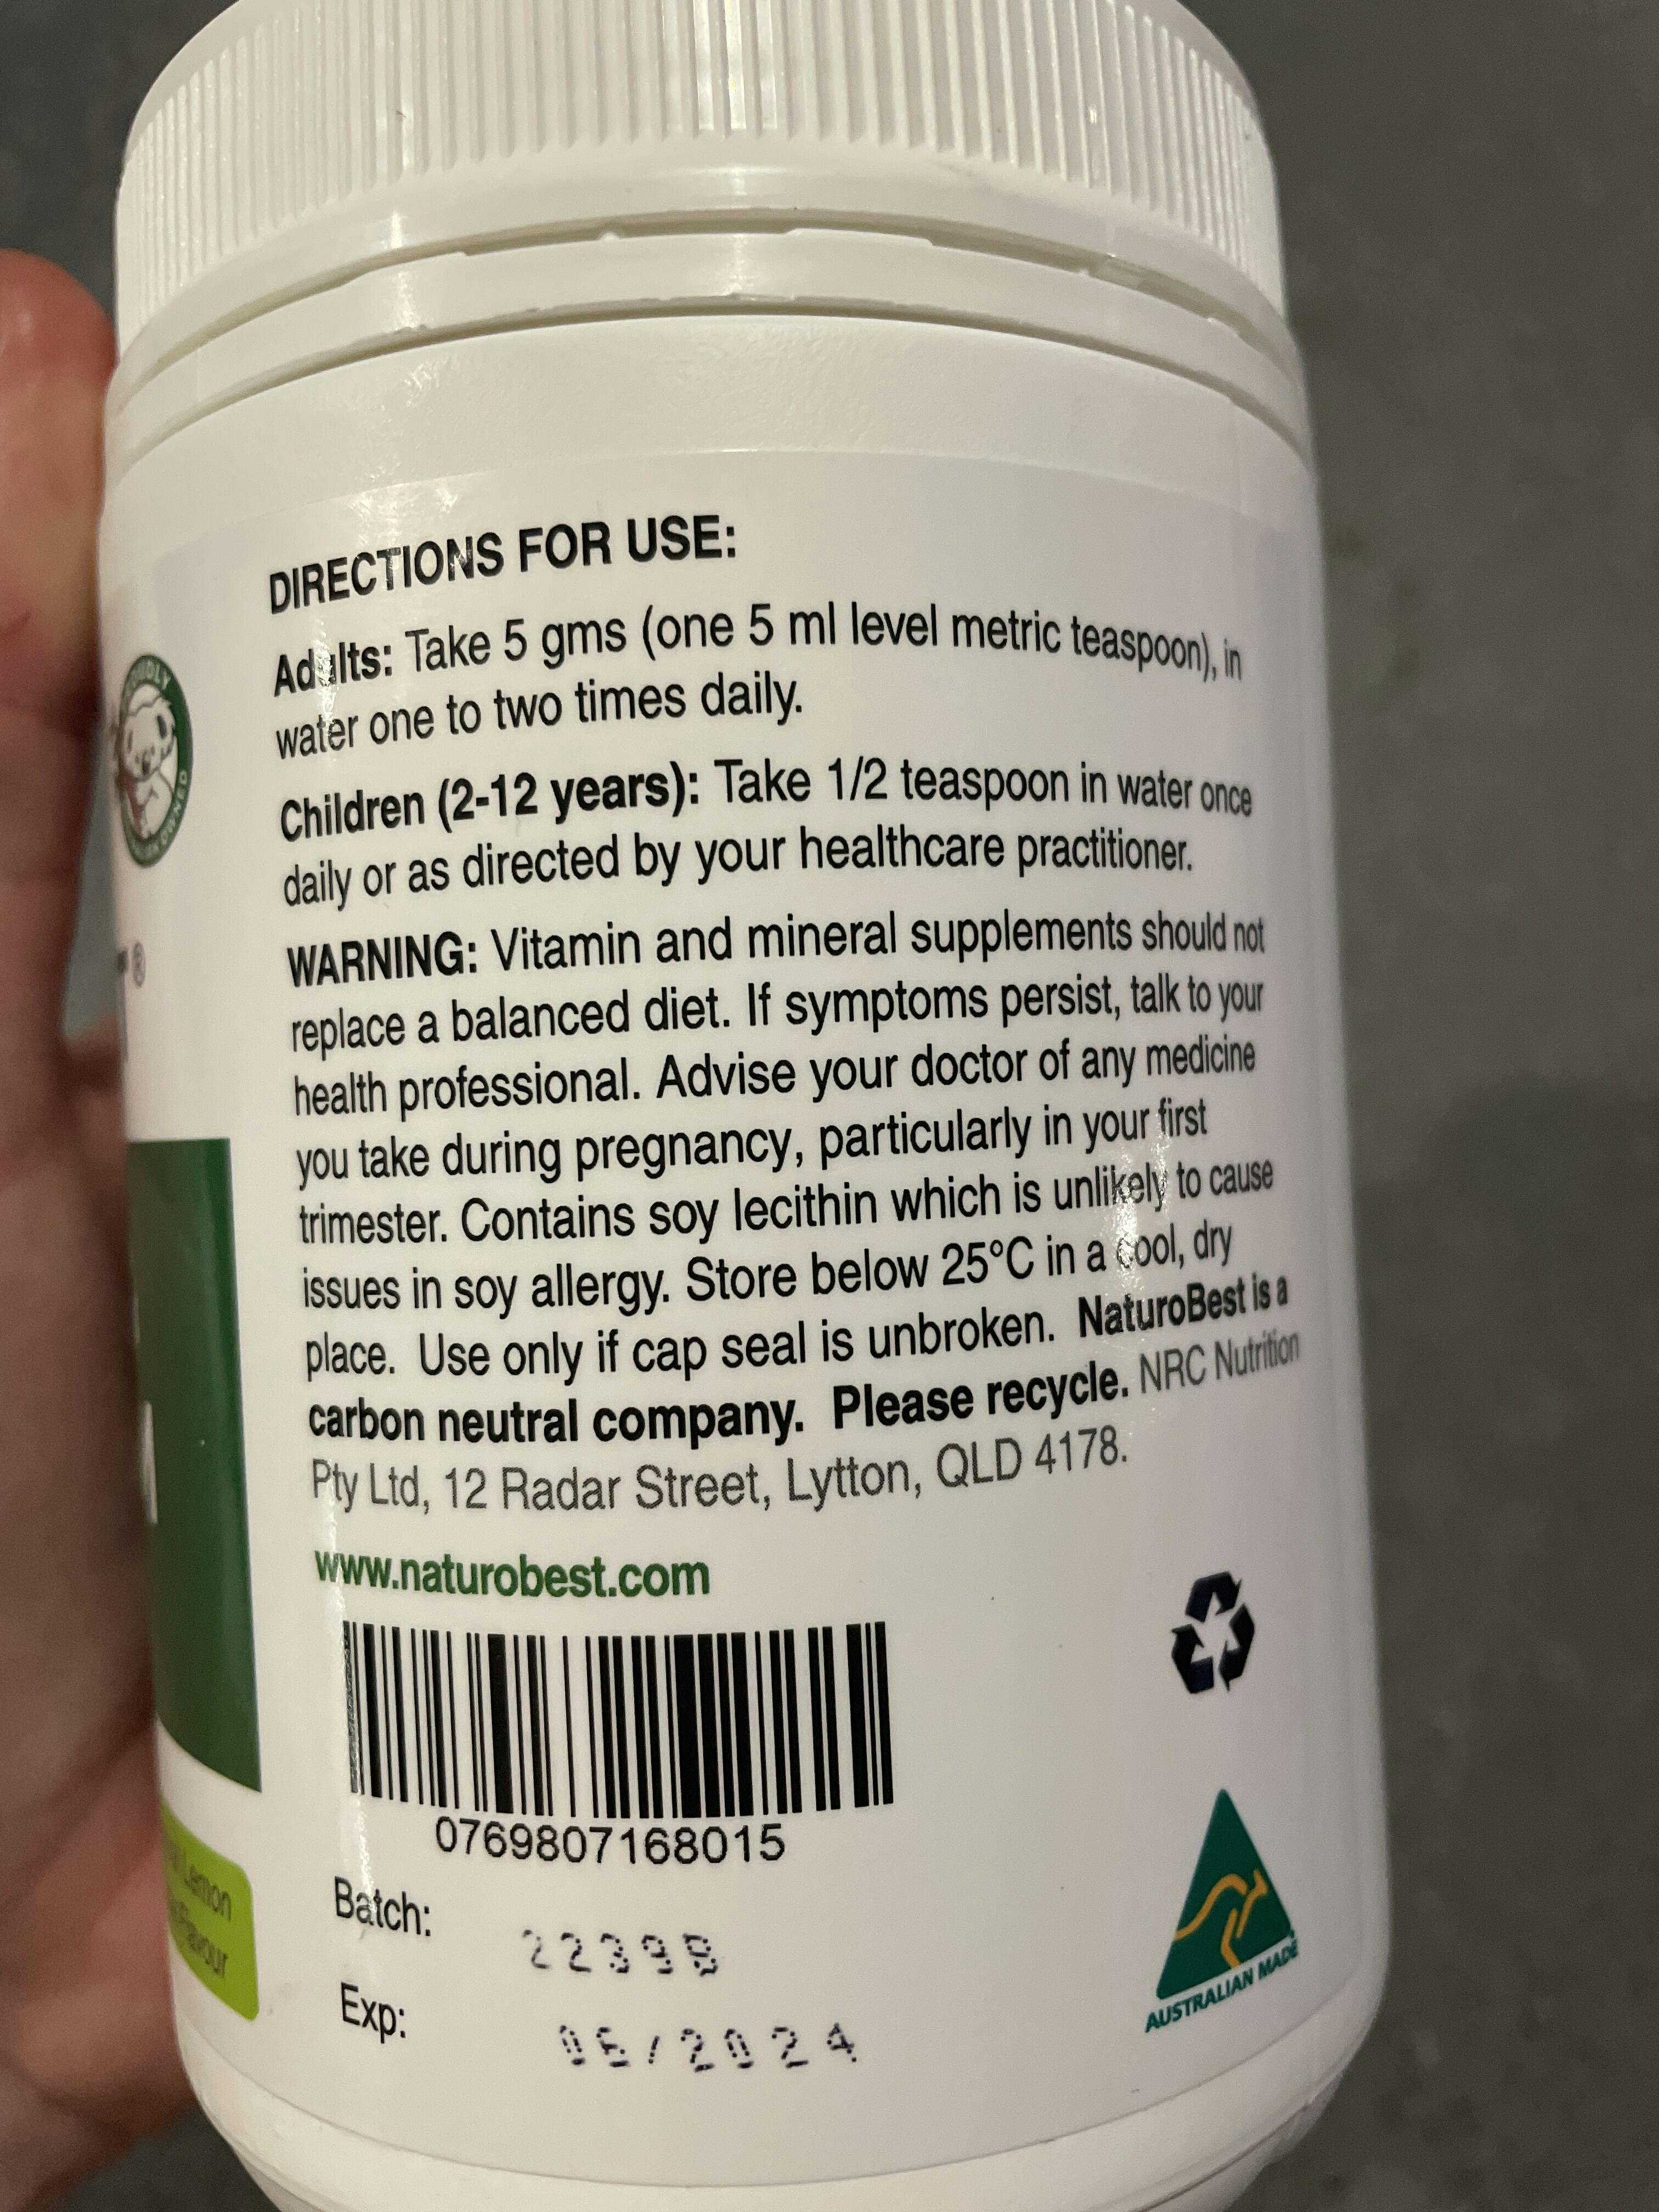 DIRECTIONS FOR USE:
Adults: Take 5 gms (one 5 ml level metric teaspoon), in
water one to two times daily.
Children (2-12 years): Take 1/2 teaspoon in water once
daily or as directed by your healthcare practitioner.
WARNING: Vitamin and mineral supplements should not
replace a balanced diet. If symptoms persist, talk to your
health professional. Advise your doctor of any medicine
you take during pregnancy, particularly in your first
trimester. Contains soy lecithin which is unlikely to cause
issues in soy allergy. Store below 25°C in a cool, dry
place. Use only if cap seal is unbroken. NaturoBest is a
carbon neutral company. Please recycle. NRC Nutrition
Pty Ltd, 12 Radar Street, Lytton, QLD 4178.
www.naturobest.com
0769807168015
Batch:
Exp:
/2024
AUSTRALIAN MADE
OWNED
®
Lemon
Flavour